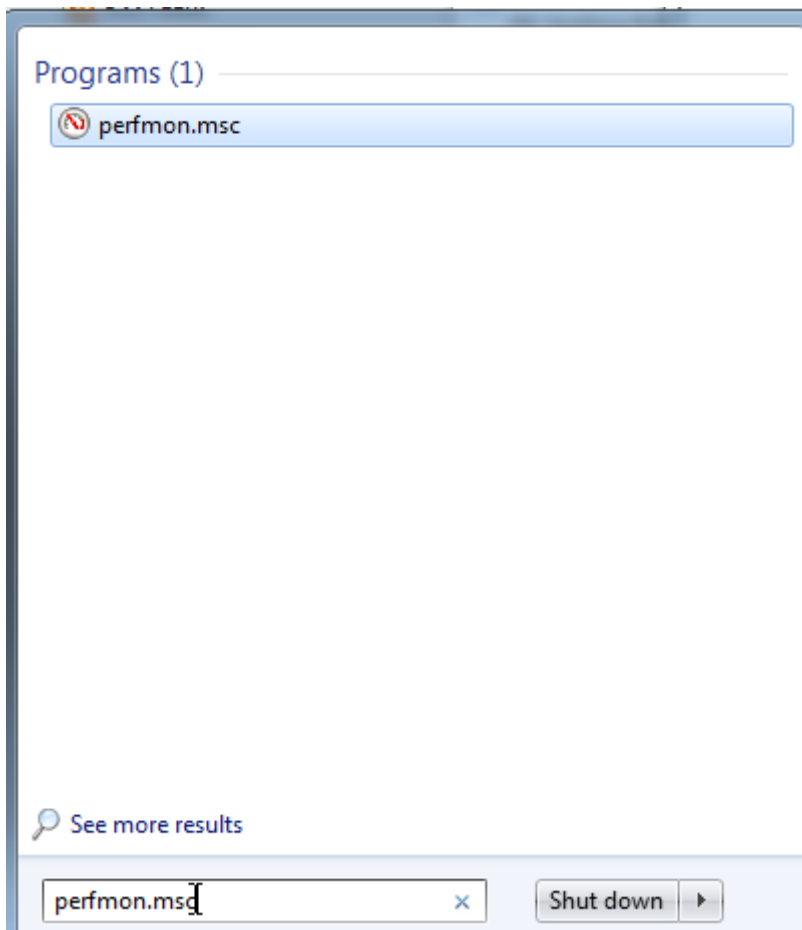 Programs (1)
perfmon.msc
See more results
perfmon.msc
Shut down